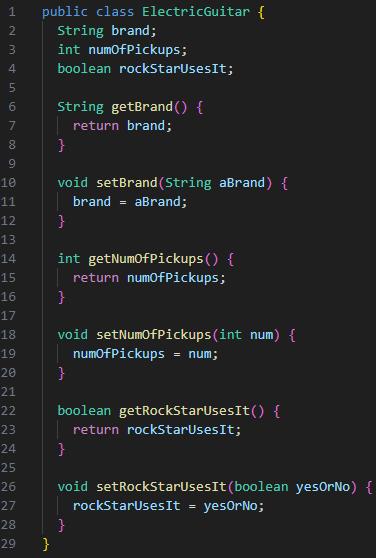 1 public class ElectricGuitar {
2   String brand;
3   int numOfPickups;
4   boolean rockStarUsesIt;
5
6   String getBrand() {
7     return brand;
8   }
9
10   void setBrand(String aBrand) {
11     brand = aBrand;
12   }
13
14   int getNumOfPickups() {
15     return numOfPickups;
16   }
17
18   void setNumOfPickups(int num) {
19     numOfPickups = num;
20   }
21
22   boolean getRockStarUsesIt() {
23     return rockStarUsesIt;
24   }
25
26   void setRockStarUsesIt(boolean yesOrNo) {
27     rockStarUsesIt = yesOrNo;
28   }
29 }